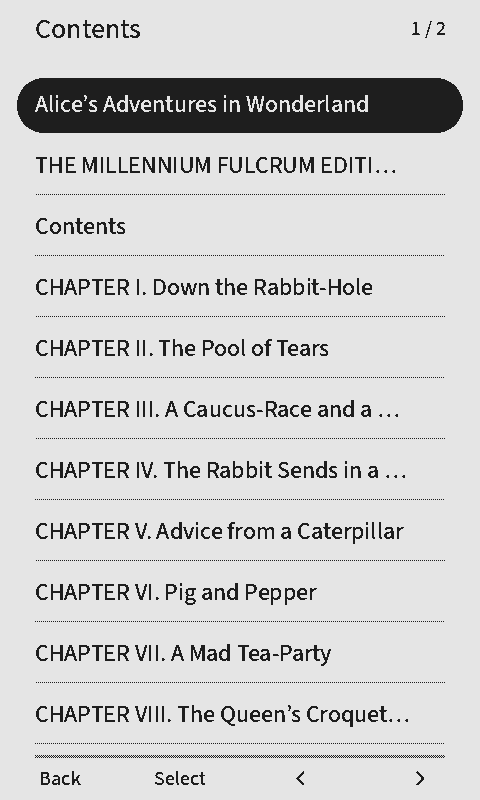 Contents 1 / 2
Alice’s Adventures in Wonderland
THE MILLENNIUM FULCRUM EDITI…
Contents
CHAPTER I. Down the Rabbit-Hole
CHAPTER II. The Pool of Tears
CHAPTER III. A Caucus-Race and a …
CHAPTER IV. The Rabbit Sends in a …
CHAPTER V. Advice from a Caterpillar
CHAPTER VI. Pig and Pepper
CHAPTER VII. A Mad Tea-Party
CHAPTER VIII. The Queen’s Croquet…
Back Select < >